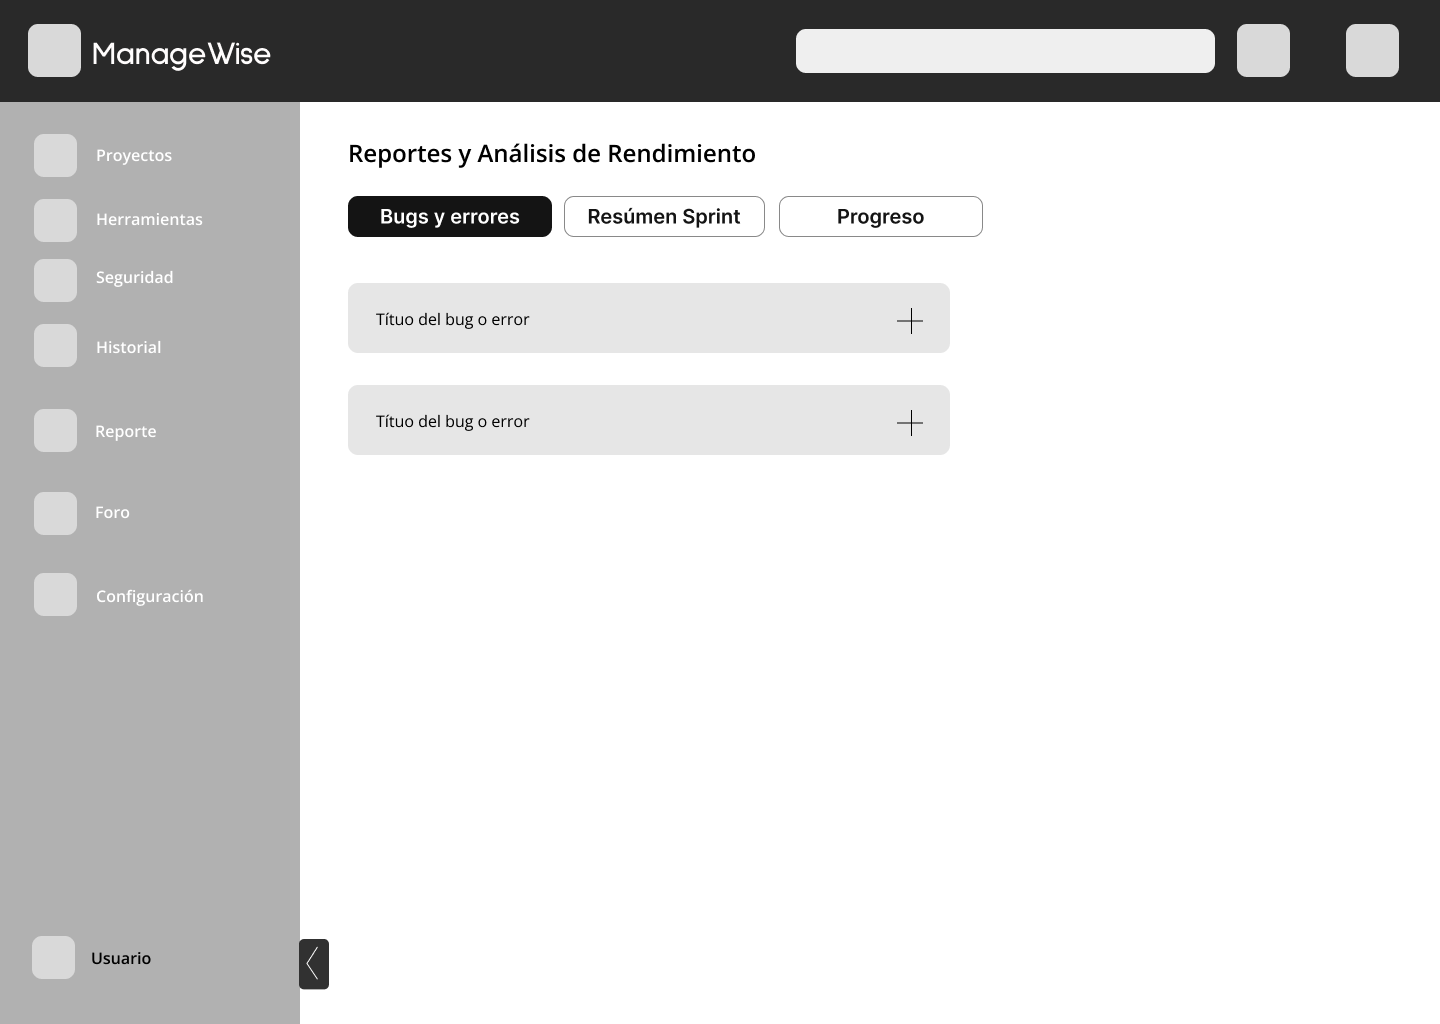 ManageWise
Proyectos
Herramientas
Seguridad
Historial
Reporte
Foro
Configuración
Usuario
Reportes y Análisis de Rendimiento
Bugs y errores
Resúmen Sprint
Progreso
Títuo del bug o error
Títuo del bug o error